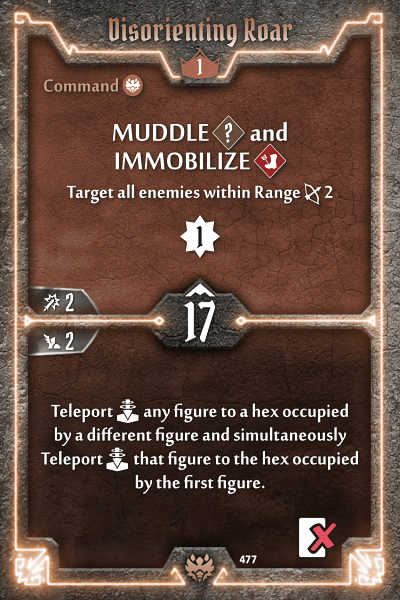 Disorienting Roar
1
Command
MUDDLE ? and
IMMOBILIZE
Target all enemies within Range 2
1
2
17
2
Teleport any figure to a hex occupied
by a different figure and simultaneously
Teleport that figure to the hex occupied
by the first figure.
477